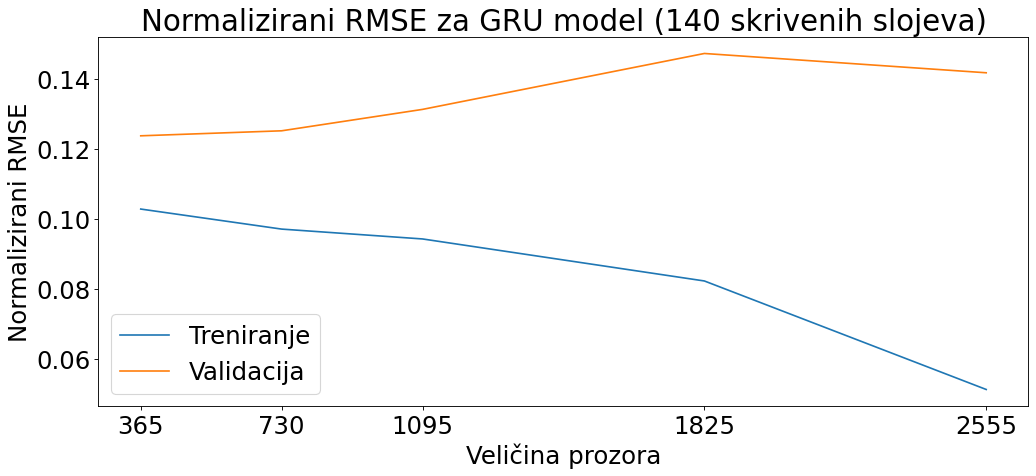 Normalizirani RMSE za GRU model (140 skrivenih slojeva)
Normalizirani RMSE
0.14
0.12
0.10
0.08
0.06
Treniranje
Validacija
365 730 1095 1825 2555
Veličina prozora